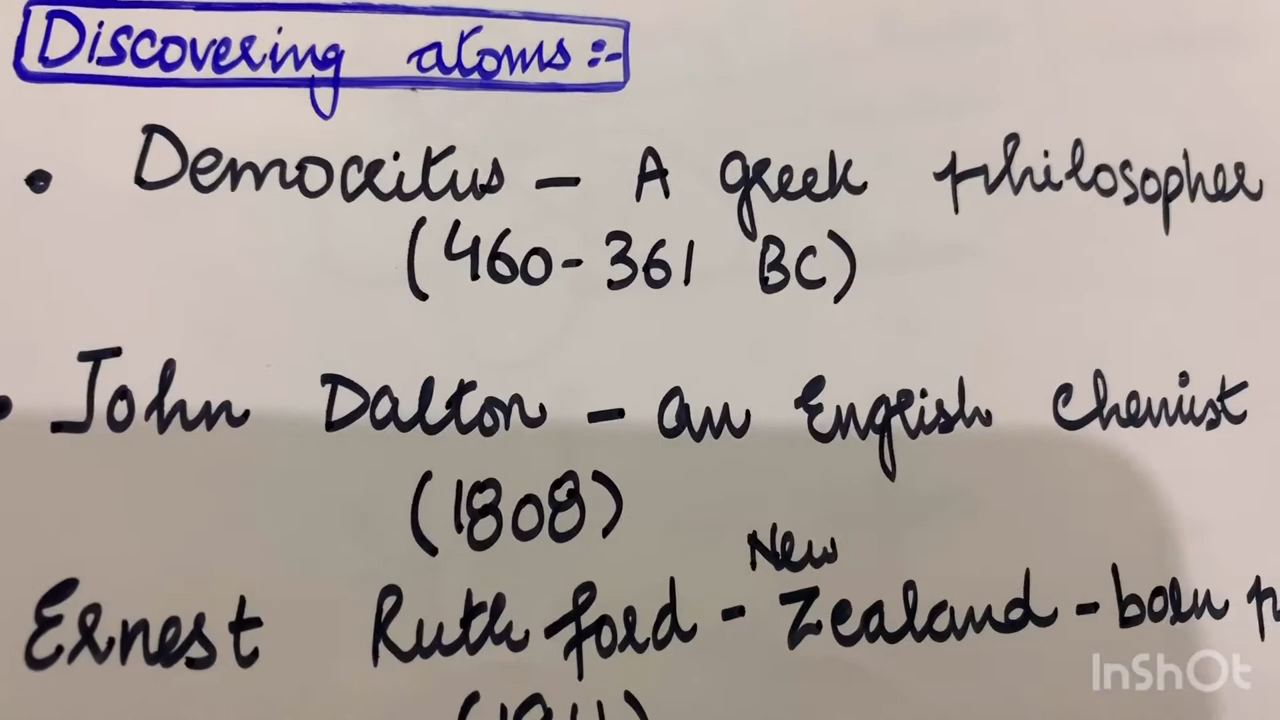 Discovering atoms:-
• Democritus - A greek philosopher
(460-361 BC)
• John Dalton - an English Chemist
(1808)
New
Ernest Rutherford - Zealand - born
InShOt